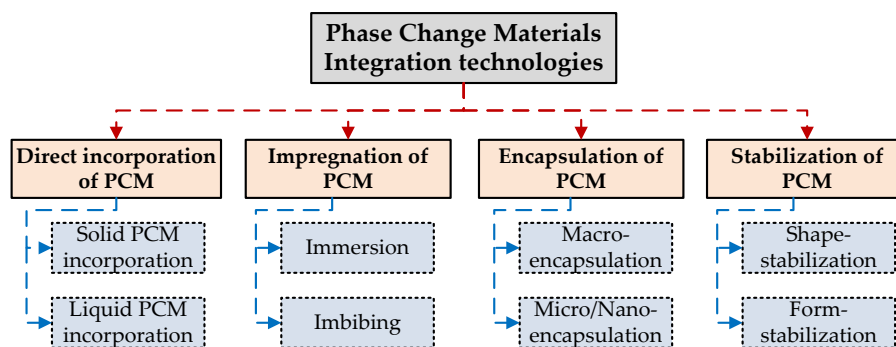 Phase Change Materials
Integration technologies
Direct incorporation
of PCM
Impregnation of
PCM
Encapsulation of
PCM
Stabilization of
PCM
Solid PCM
incorporation
Immersion
Macro-
encapsulation
Shape-
stabilization
Liquid PCM
incorporation
Imbibing
Micro/Nano-
encapsulation
Form-
stabilization